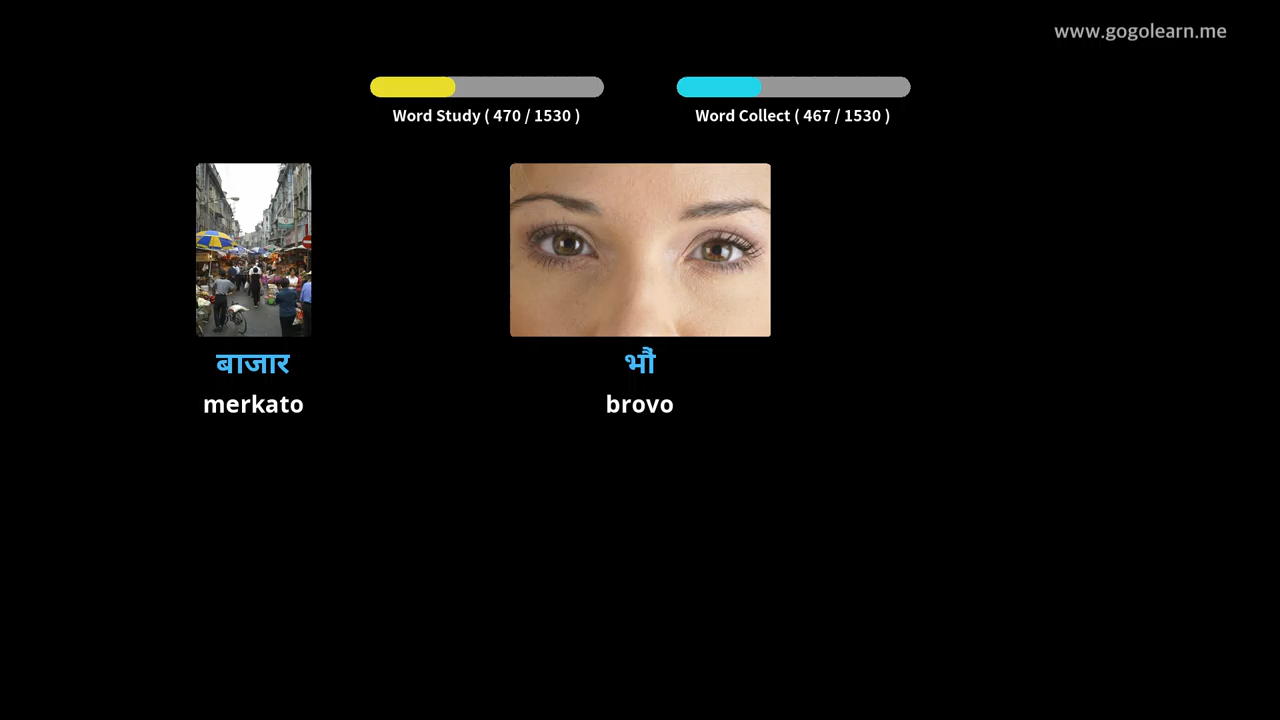 www.gogolearn.me
Word Study ( 470 / 1530 )
Word Collect ( 467 / 1530 )
बाजार
merkato
भौं
brovo